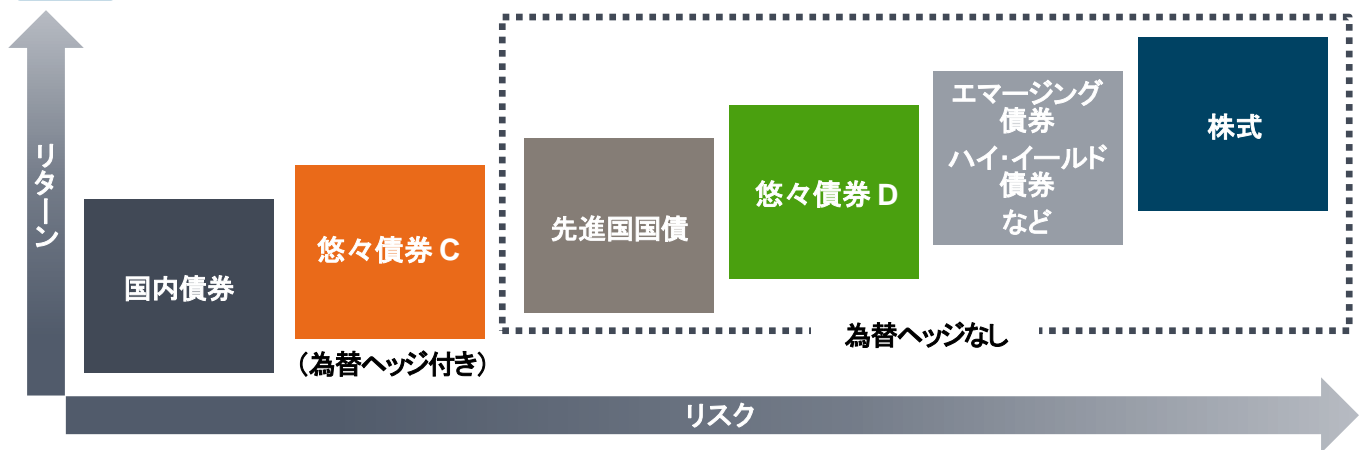 リターン
国内債券
悠々債券 C
(為替ヘッジ付き)
先進国国債
悠々債券 D
エマージング
債券
ハイ・イールド
債券
など
株式
為替ヘッジなし
リスク